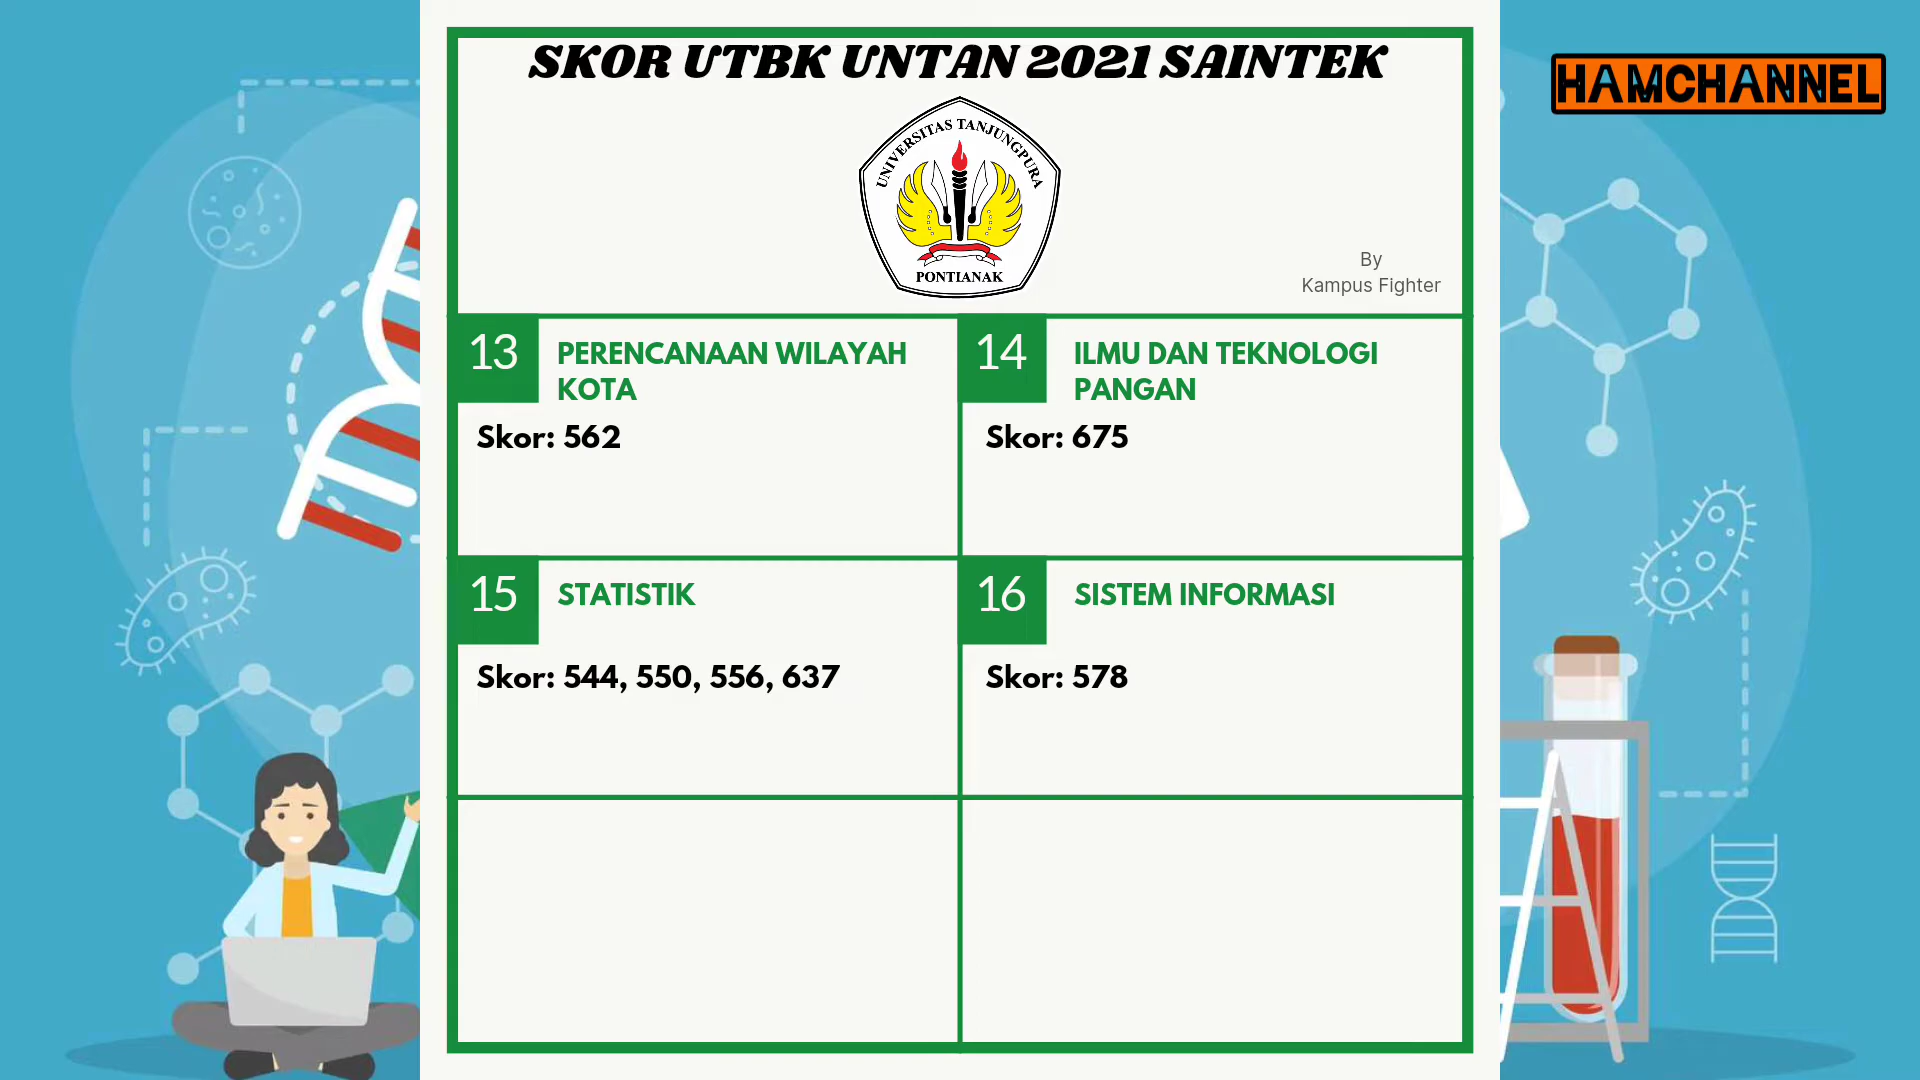 SKOR UTBK UNTAN 2021 SAINTEK
HAMCHANNEL
UNIVERSITAS TANJUNGPURA
PONTIANAK
By
Kampus Fighter
13
PERENCANAAN WILAYAH
KOTA
Skor: 562
14
ILMU DAN TEKNOLOGI
PANGAN
Skor: 675
15
STATISTIK
Skor: 544, 550, 556, 637
16
SISTEM INFORMASI
Skor: 578